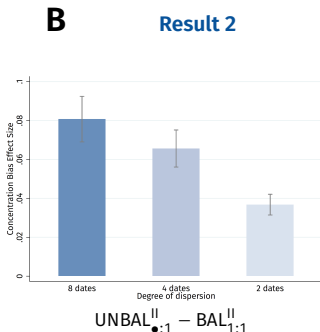 B Result 2
.1
.08
.06
.04
.02
0
Concentration Bias Effect Size
8 dates 4 dates 2 dates
Degree of dispersion
UNBAL^II_●:1 − BAL^II_1:1